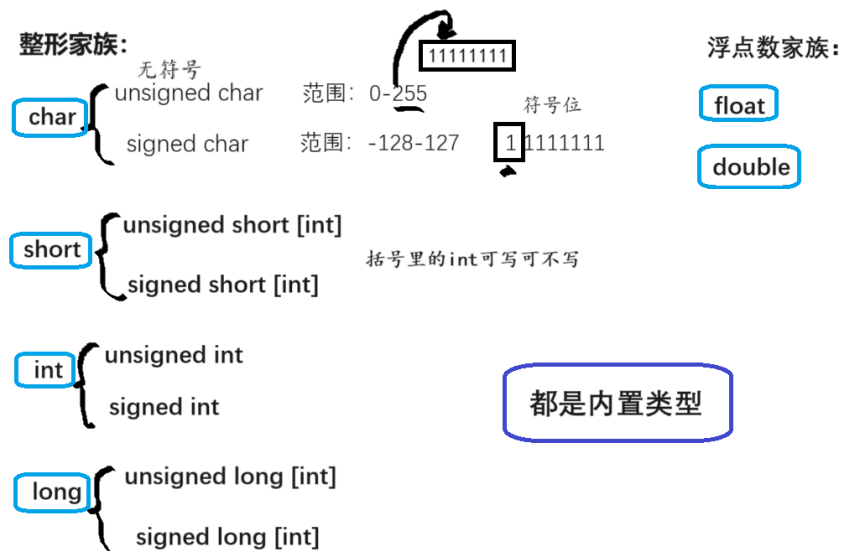 整形家族：
浮点数家族：
11111111
无符号
unsigned char 范围：0-255
char
符号位
float
signed char 范围：-128-127 1 1111111
double
unsigned short [int]
short
括号里的int可写可不写
signed short [int]
unsigned int
int
signed int
都是内置类型
unsigned long [int]
long
signed long [int]